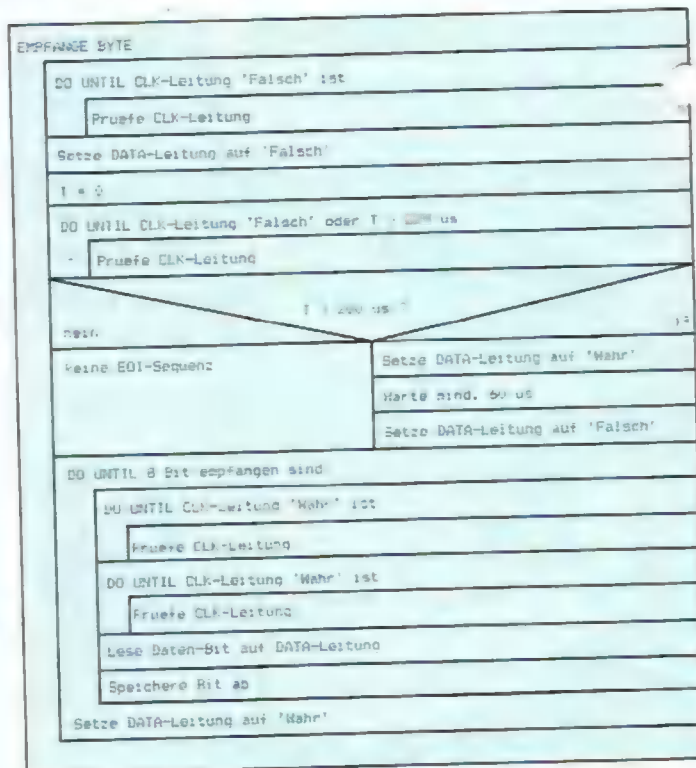 EMPFANGE BYTE
DO UNTIL CLK-Leitung 'Falsch' ist
Pruefe CLK-Leitung
Setze DATA-Leitung auf 'Falsch'
T = 0
DO UNTIL CLK-Leitung 'Falsch' oder T us
Pruefe CLK-Leitung
T > 200 us ?
nein
ja
keine EOI-Sequenz
Setze DATA-Leitung auf 'Wahr'
Warte mind. 60 us
Setze DATA-Leitung auf 'Falsch'
DO UNTIL 8 Bit empfangen sind
DO UNTIL CLK-Leitung 'Wahr' ist
Pruefe CLK-Leitung
DO UNTIL CLK-Leitung 'Wahr' ist
Pruefe CLK-Leitung
Lese Daten-Bit auf DATA-Leitung
Speichere Bit ab
Setze DATA-Leitung auf 'Wahr'